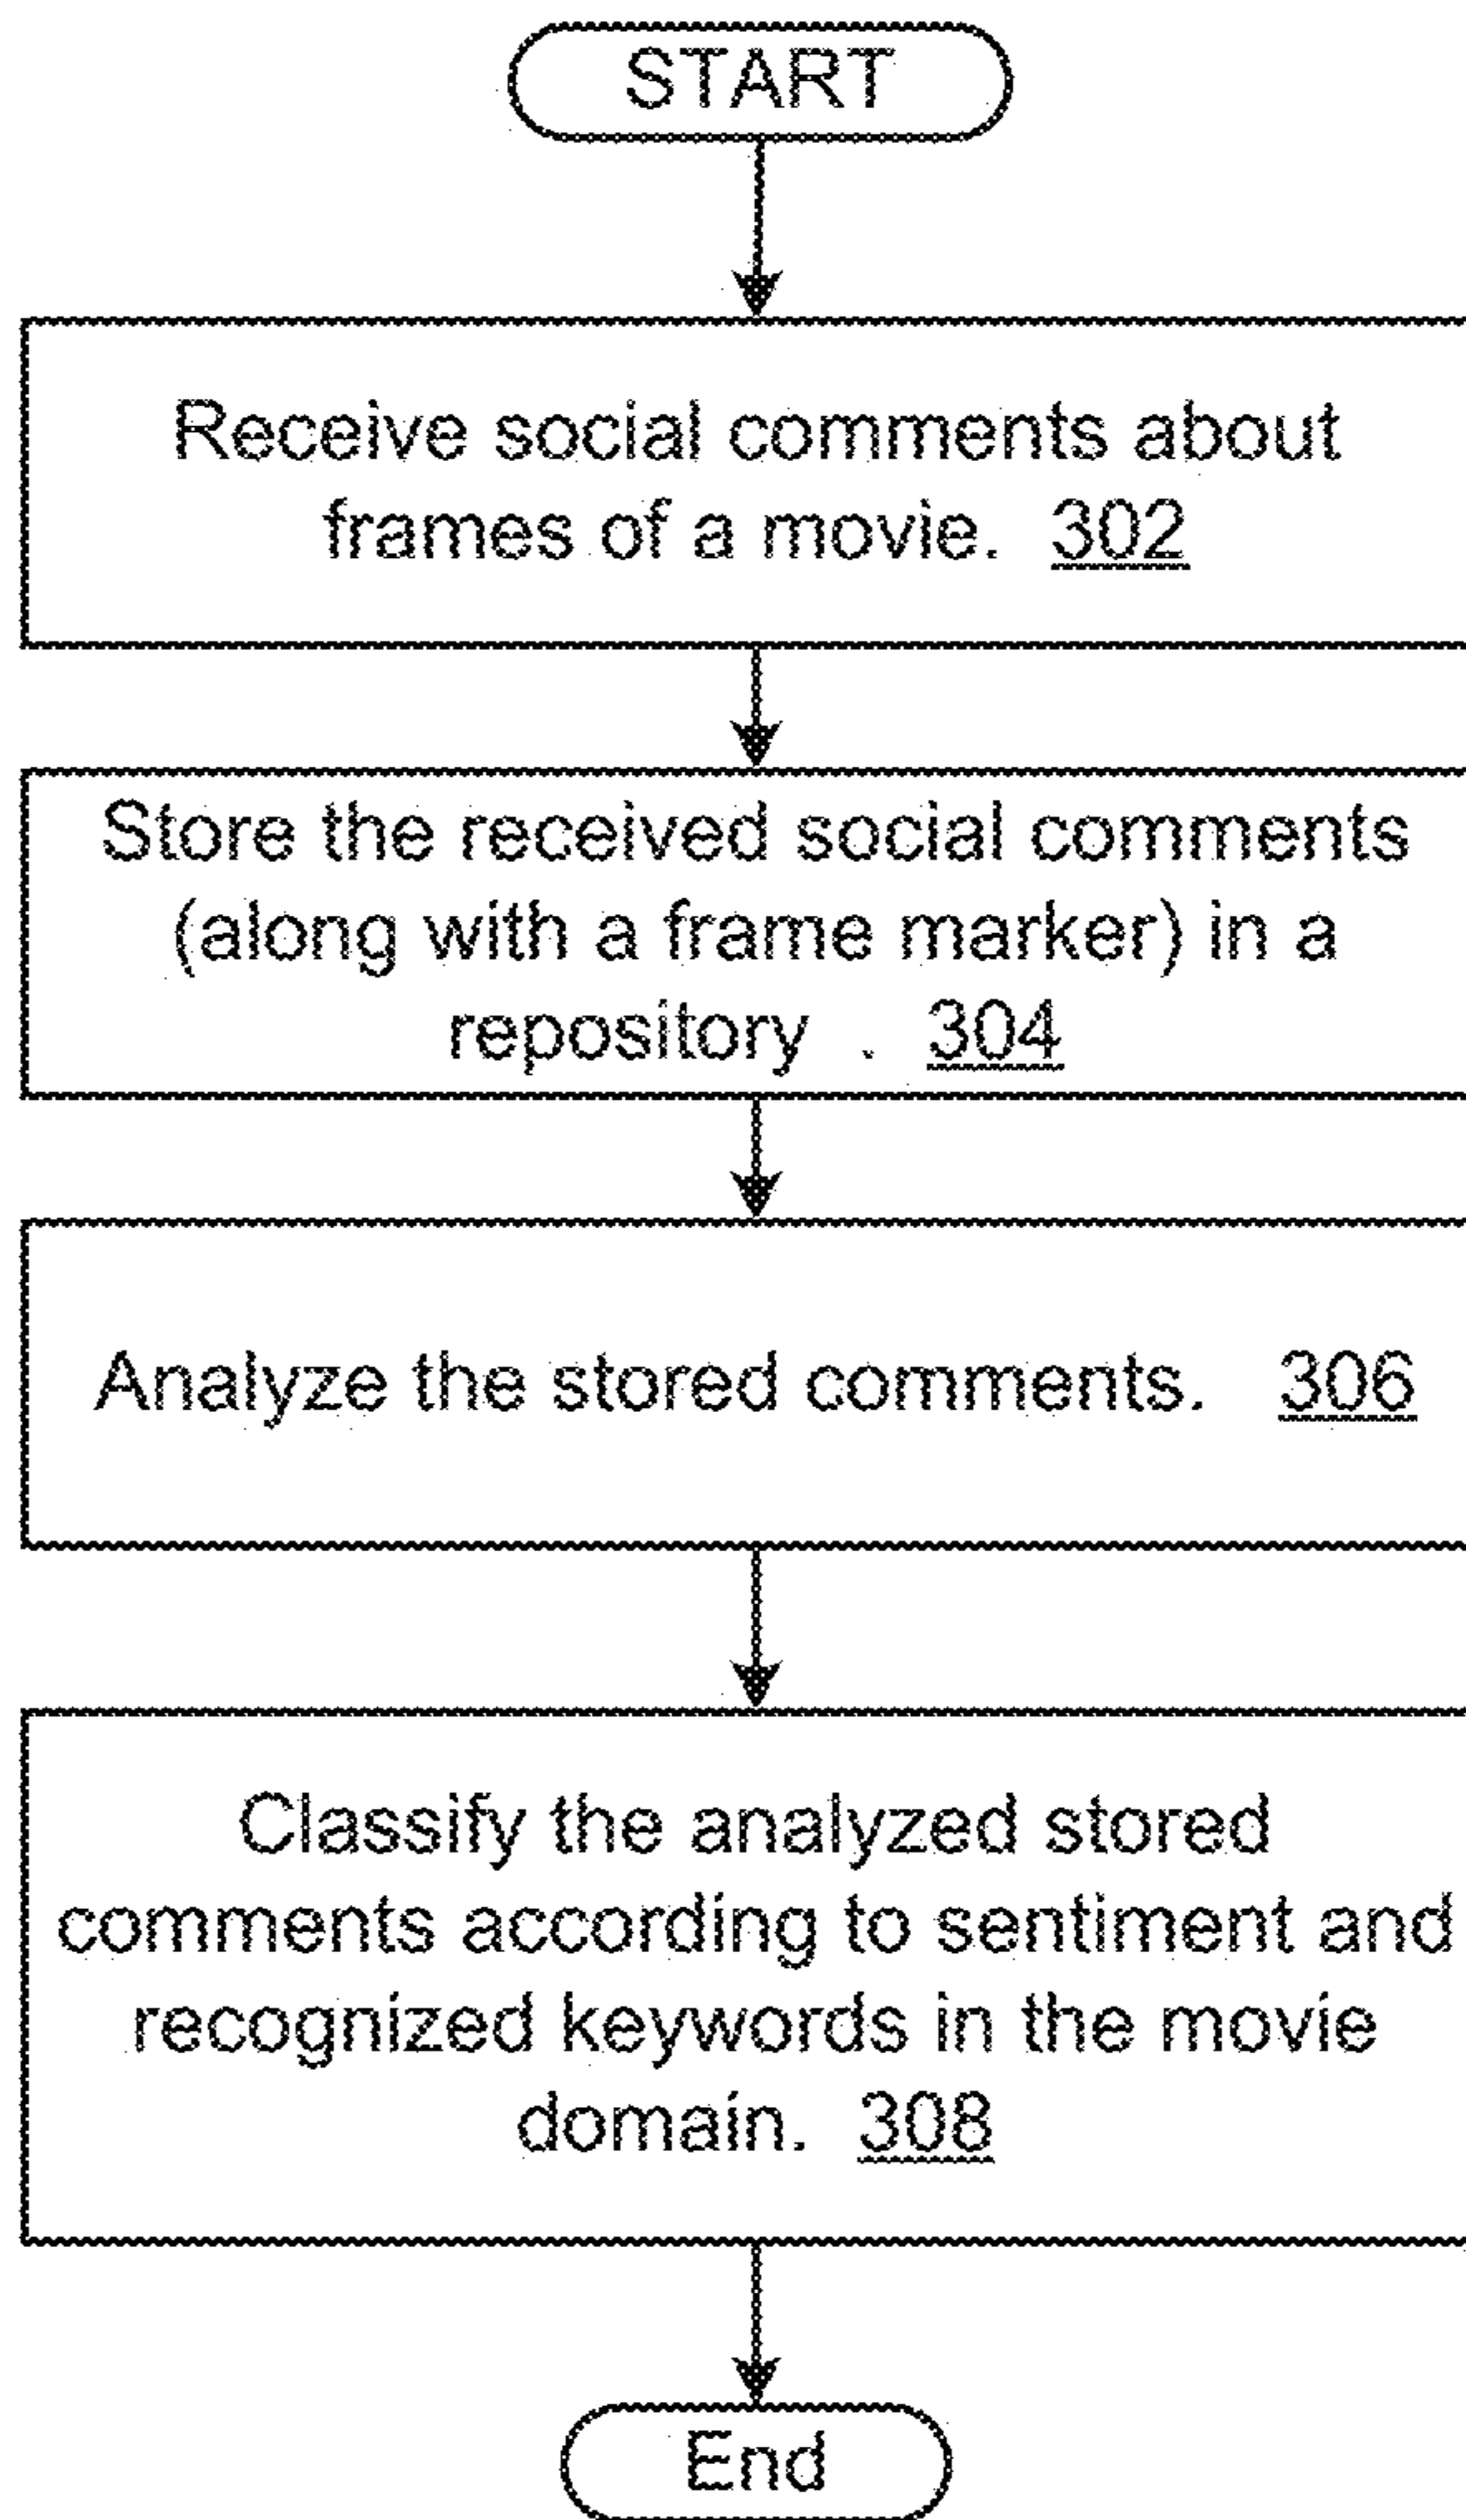 START
Receive social comments about
frames of a movie. 302
Store the received social comments
(along with a frame marker) in a
repository . 304
Analyze the stored comments. 306
Classify the analyzed stored
comments according to sentiment and
recognized keywords in the movie
domain. 308
End